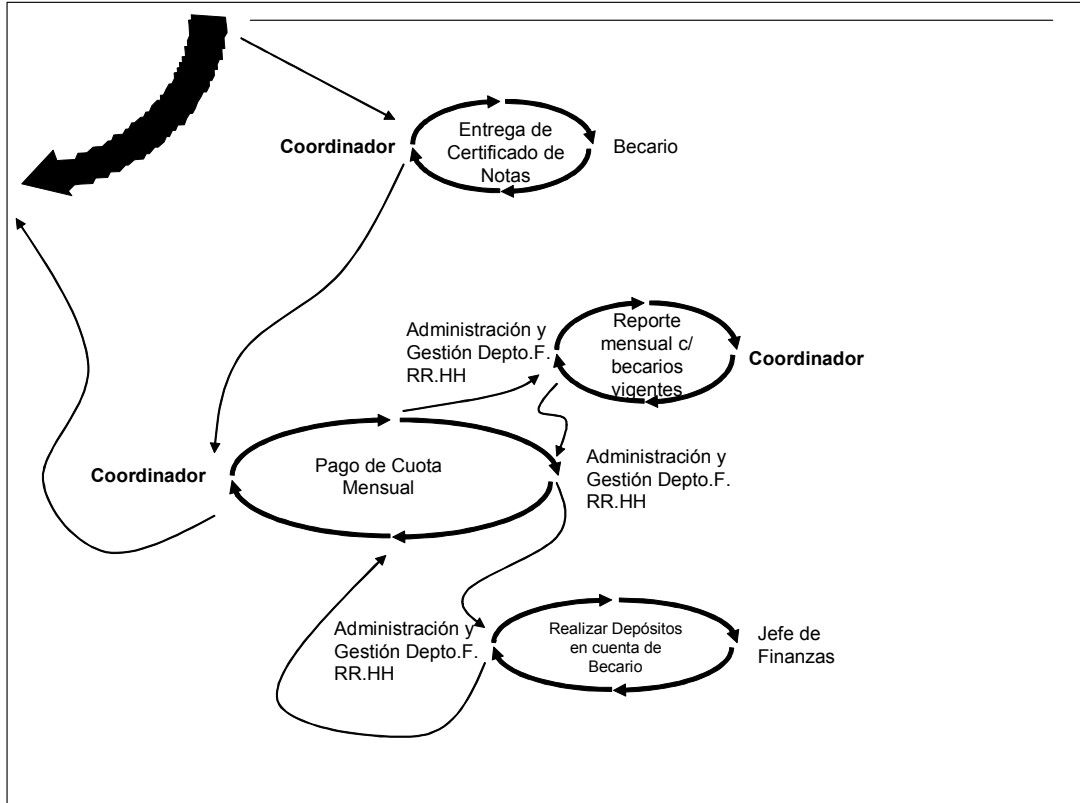 Coordinador
Entrega de
Certificado de
Notas
Becario
Administración y
Gestión Depto.F.
RR.HH
Reporte
mensual c/
becarios
vigentes
Coordinador
Coordinador
Pago de Cuota
Mensual
Administración y
Gestión Depto.F.
RR.HH
Administración y
Gestión Depto.F.
RR.HH
Realizar Depósitos
en cuenta de
Becario
Jefe de
Finanzas